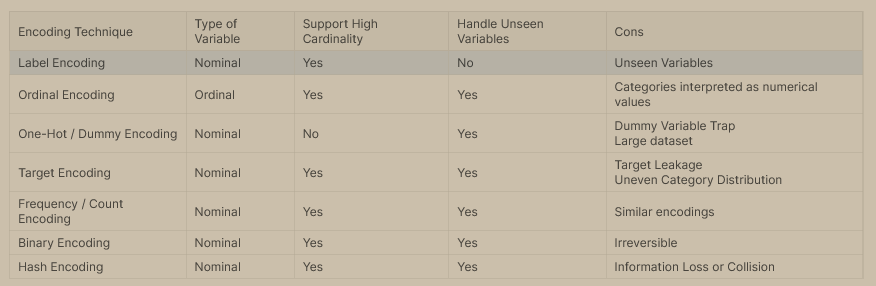 Encoding Technique
Type of
Variable
Support High
Cardinality
Handle Unseen
Variables
Cons
Label Encoding
Nominal
Yes
No
Unseen Variables
Ordinal Encoding
Ordinal
Yes
Yes
Categories interpreted as numerical
values
One-Hot / Dummy Encoding
Nominal
No
Yes
Dummy Variable Trap
Large dataset
Target Encoding
Nominal
Yes
Yes
Target Leakage
Uneven Category Distribution
Frequency / Count
Encoding
Nominal
Yes
Yes
Similar encodings
Binary Encoding
Nominal
Yes
Yes
Irreversible
Hash Encoding
Nominal
Yes
Yes
Information Loss or Collision